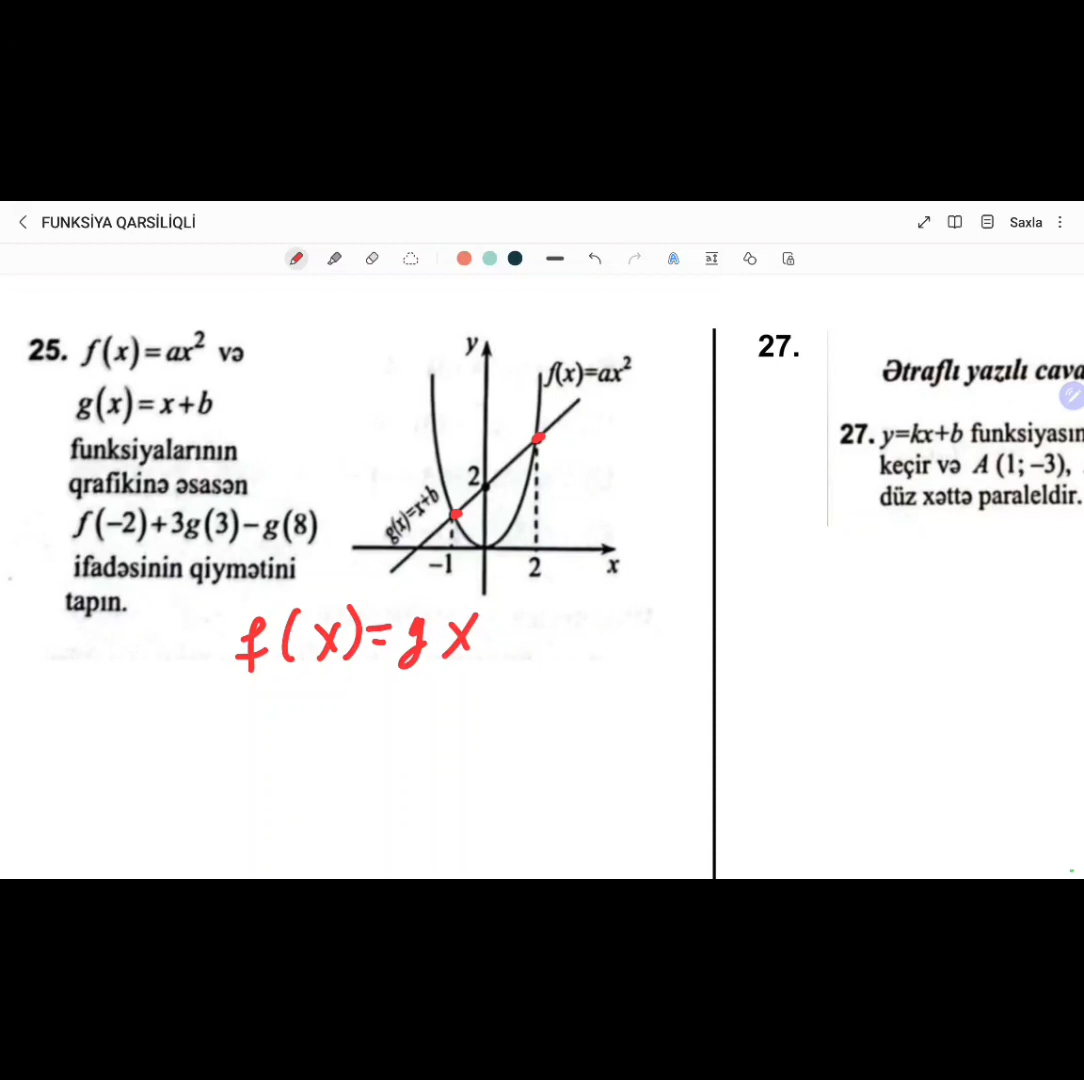 FUNKSİYA QARSİLİQLİ
Saxla
25. f(x)=ax² və
g(x)=x+b
funksiyalarının
qrafikinə əsasən
f(−2)+3g(3)−g(8)
ifadəsinin qiymətini
tapın.
y
f(x)=ax²
2
g(x)=x+b
−1
2
x
f(x)=gx
27.
Ətraflı yazılı cava
27. y=kx+b funksiyasın
keçir və A (1; −3),
düz xəttə paraleldir.